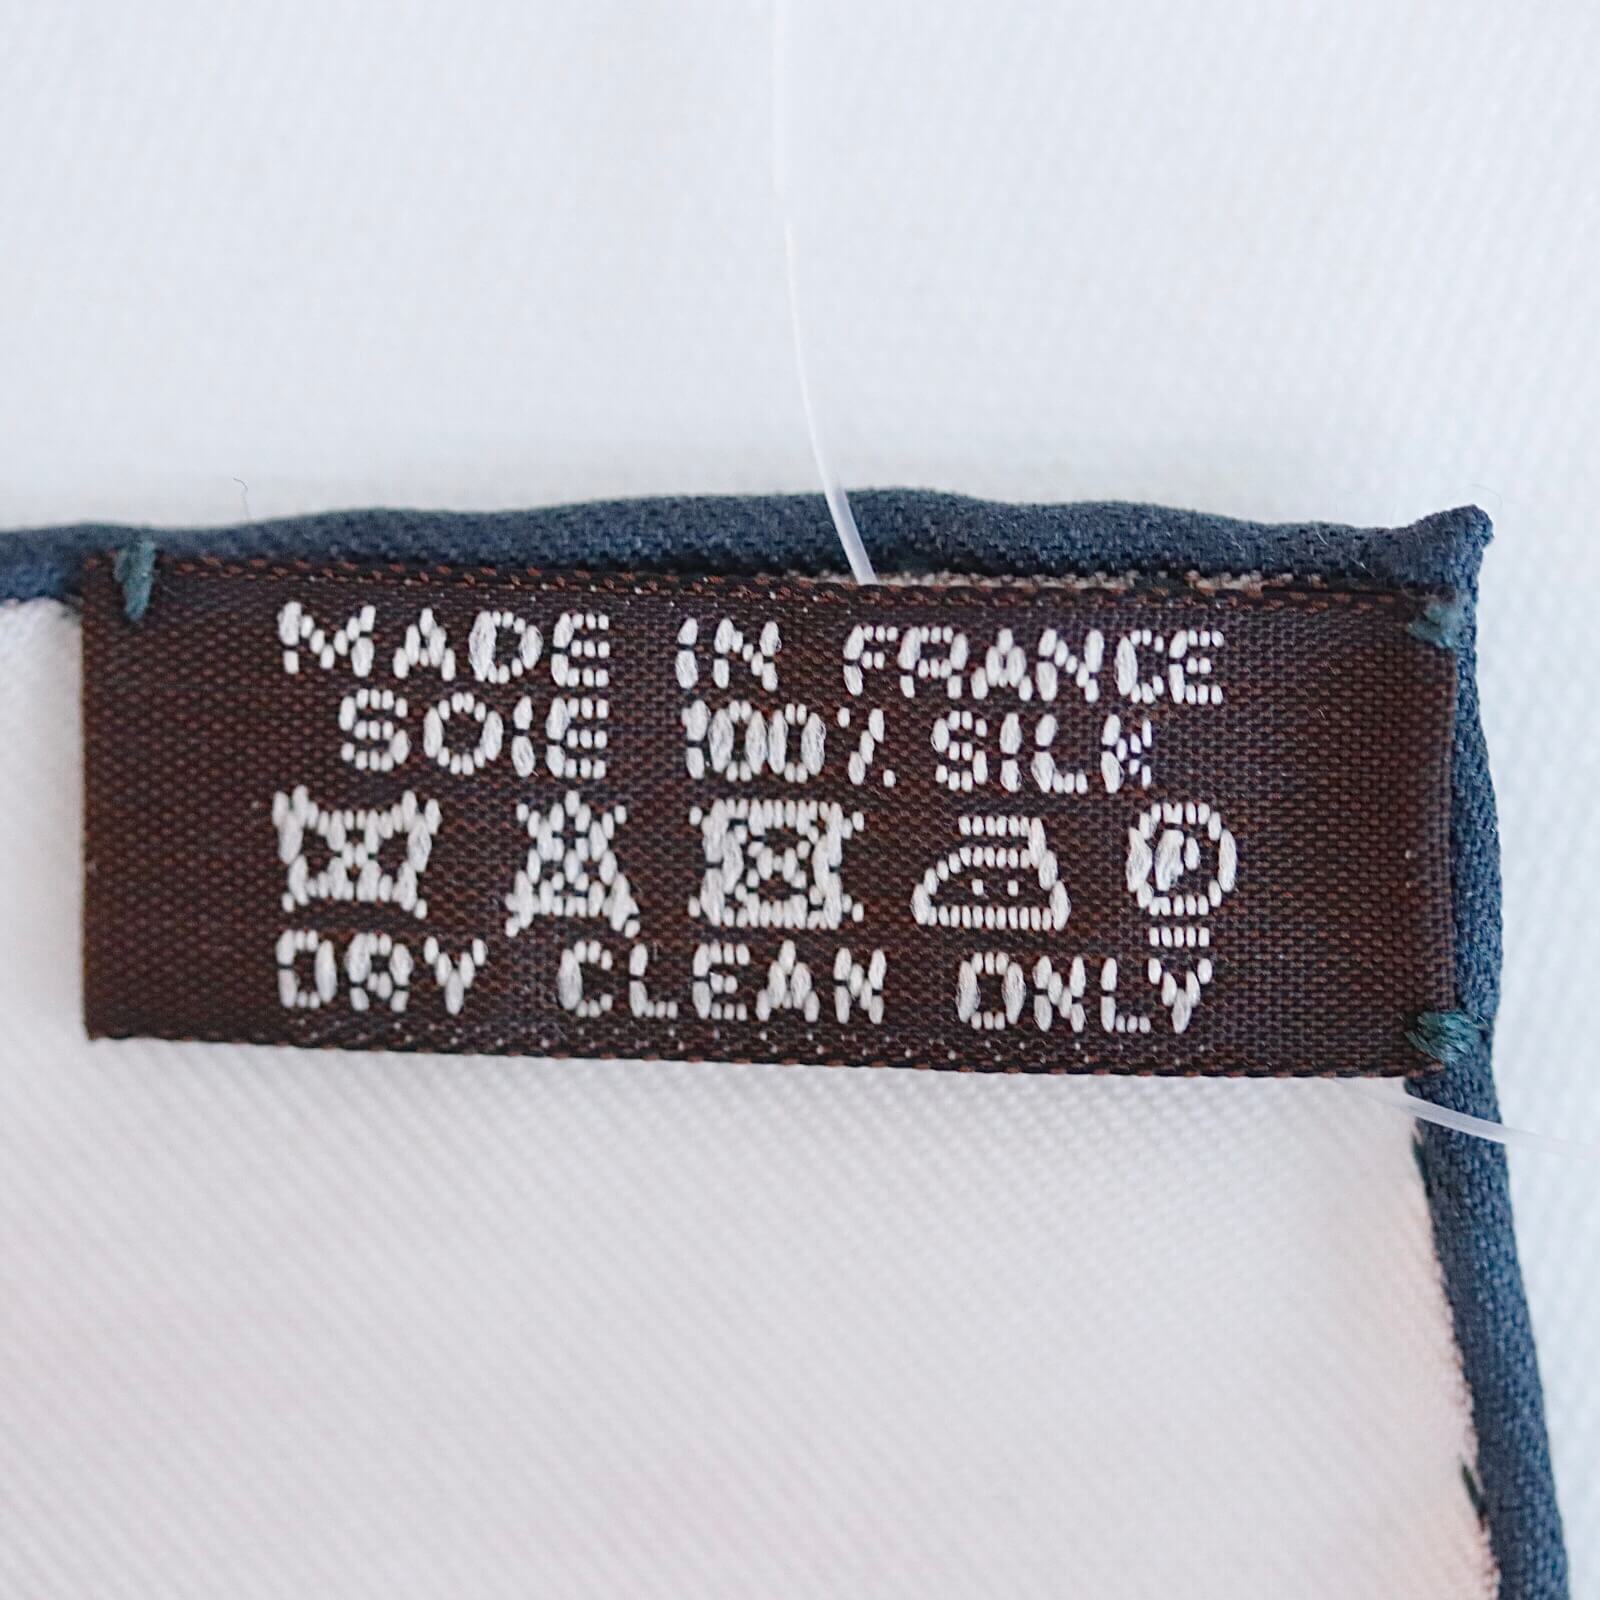 MADE IN FRANCE
SOIE 100% SILK
P
DRY CLEAN ONLY